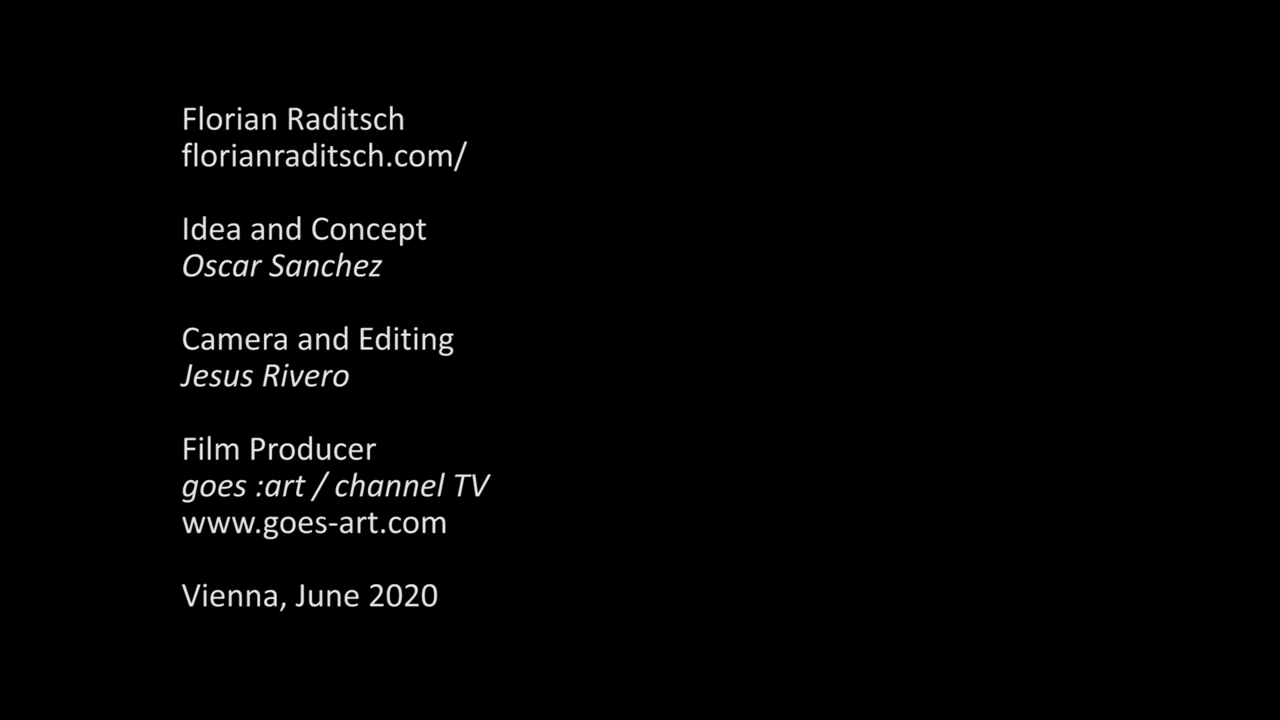 Florian Raditsch
florianraditsch.com/
Idea and Concept
Oscar Sanchez
Camera and Editing
Jesus Rivero
Film Producer
goes :art / channel TV
www.goes-art.com
Vienna, June 2020